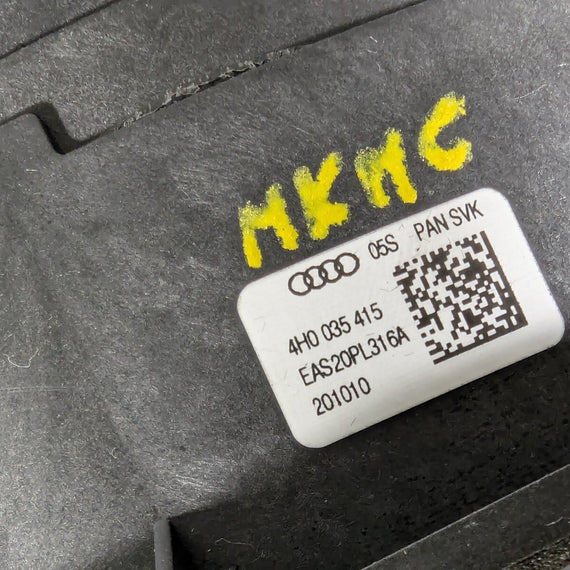 MKMC
05S PAN SVK
4H0 035 415
EAS20PL316A
201010